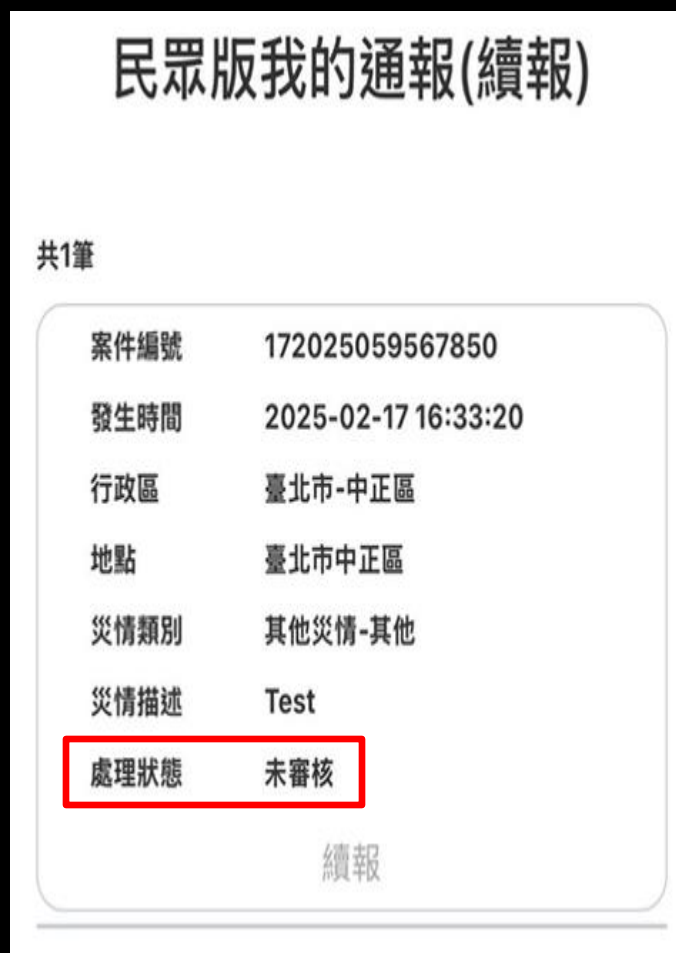 民眾版我的通報(續報)
共1筆
案件編號 172025059567850
發生時間 2025-02-17 16:33:20
行政區 臺北市-中正區
地點 臺北市中正區
災情類別 其他災情-其他
災情描述 Test
處理狀態 未審核
續報